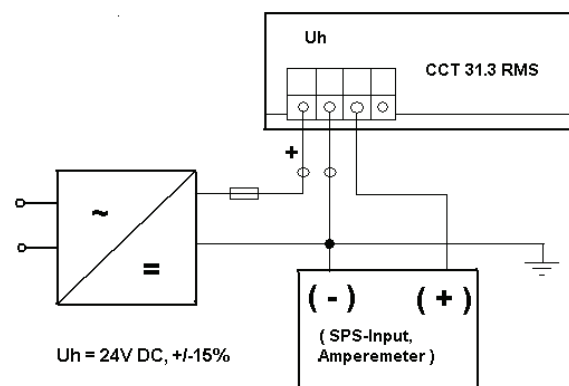 Uh
CCT 31.3 RMS
+
~
=
( - ) ( + )
( SPS-Input,
Amperemeter )
Uh = 24V DC, +/-15%